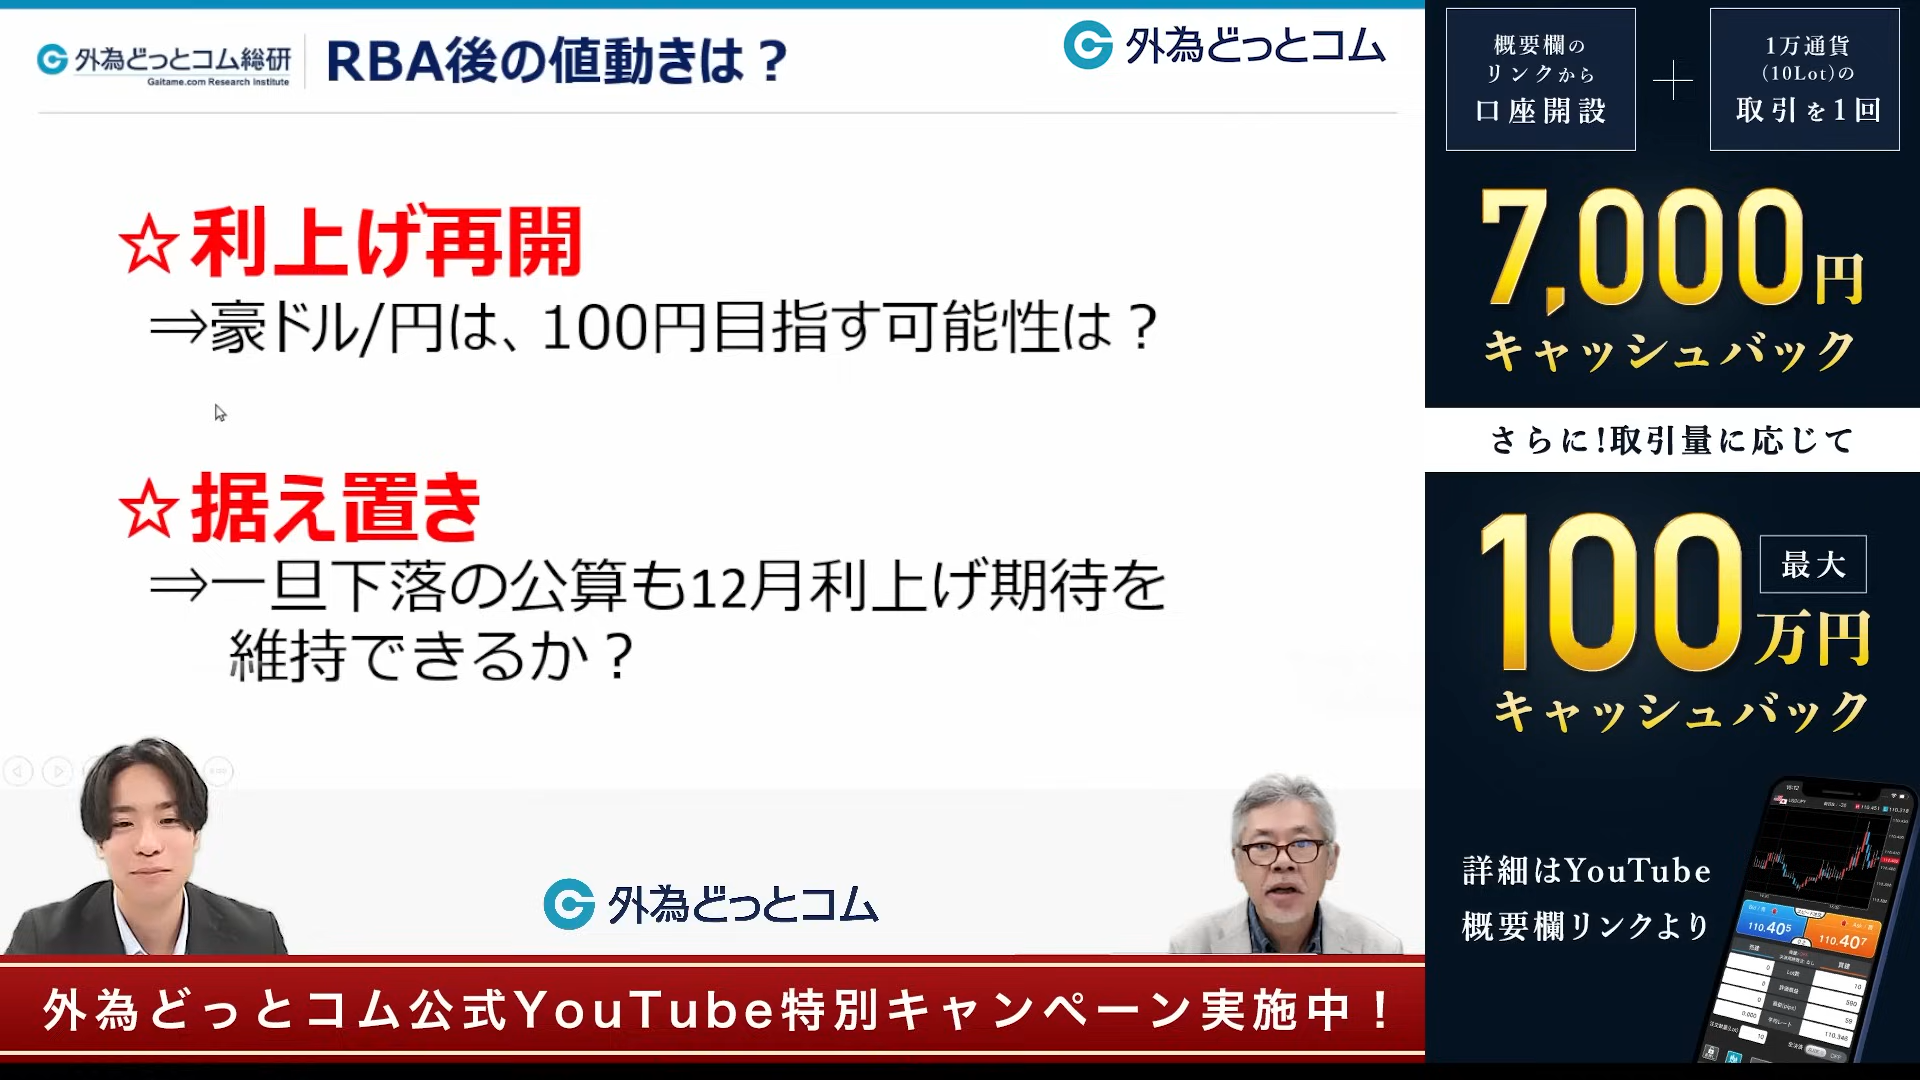 外為どっとコム総研
Gaitame.com Research Institute
RBA後の値動きは？
外為どっとコム
☆利上げ再開
⇒豪ドル/円は、100円目指す可能性は？
☆据え置き
⇒一旦下落の公算も12月利上げ期待を
維持できるか？
外為どっとコム
外為どっとコム公式YouTube特別キャンペーン実施中！
概要欄の
リンクから
口座開設
＋
1万通貨
(10Lot)の
取引を1回
7,000円
キャッシュバック
さらに!取引量に応じて
最大
100万円
キャッシュバック
詳細はYouTube
概要欄リンクより
110.405
110.407